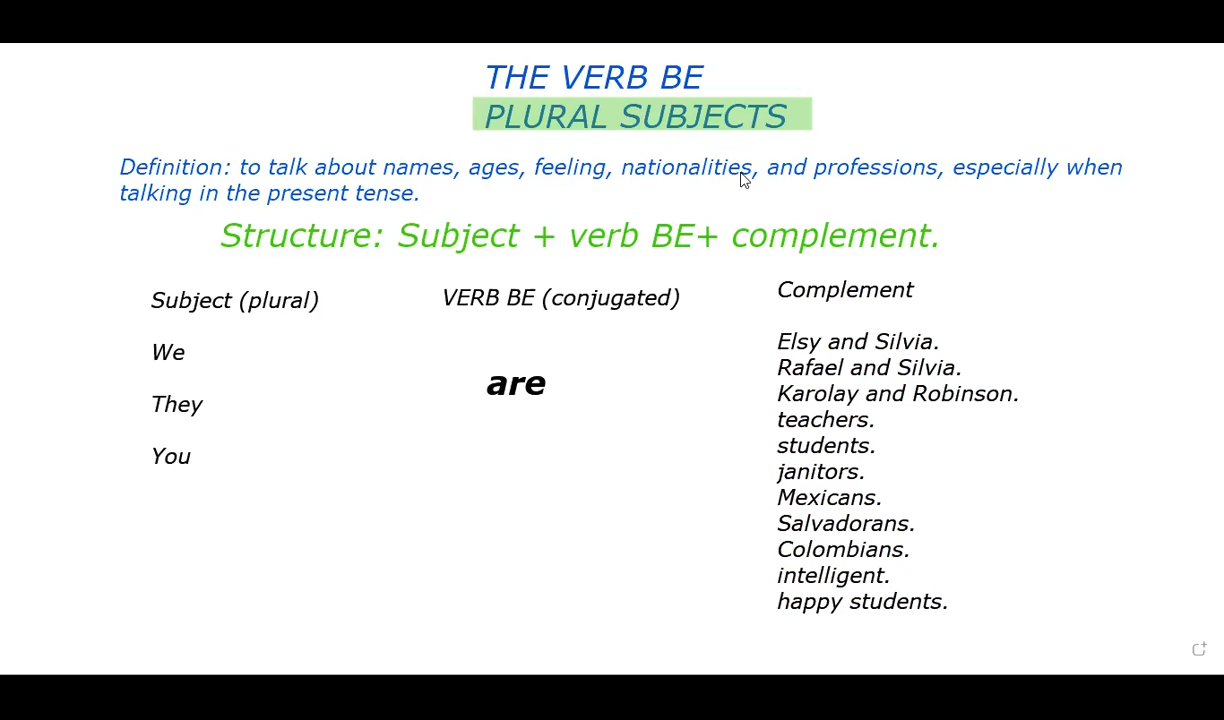 THE VERB BE
PLURAL SUBJECTS
Definition: to talk about names, ages, feeling, nationalities, and professions, especially when
talking in the present tense.
Structure: Subject + verb BE+ complement.
Subject (plural)
We
They
You
VERB BE (conjugated)
are
Complement
Elsy and Silvia.
Rafael and Silvia.
Karolay and Robinson.
teachers.
students.
janitors.
Mexicans.
Salvadorans.
Colombians.
intelligent.
happy students.